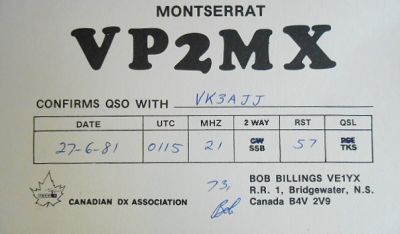 MONTSERRAT
VP2MX
CONFIRMS QSO WITH VK3AJJ
DATE UTC MHZ 2 WAY RST QSL
27-6-81 0115 21 CW SSB 57 PSE TKS
73, BOB BILLINGS VE1YX
Bob R.R. 1, Bridgewater, N.S.
CANADIAN DX ASSOCIATION Canada B4V 2V9